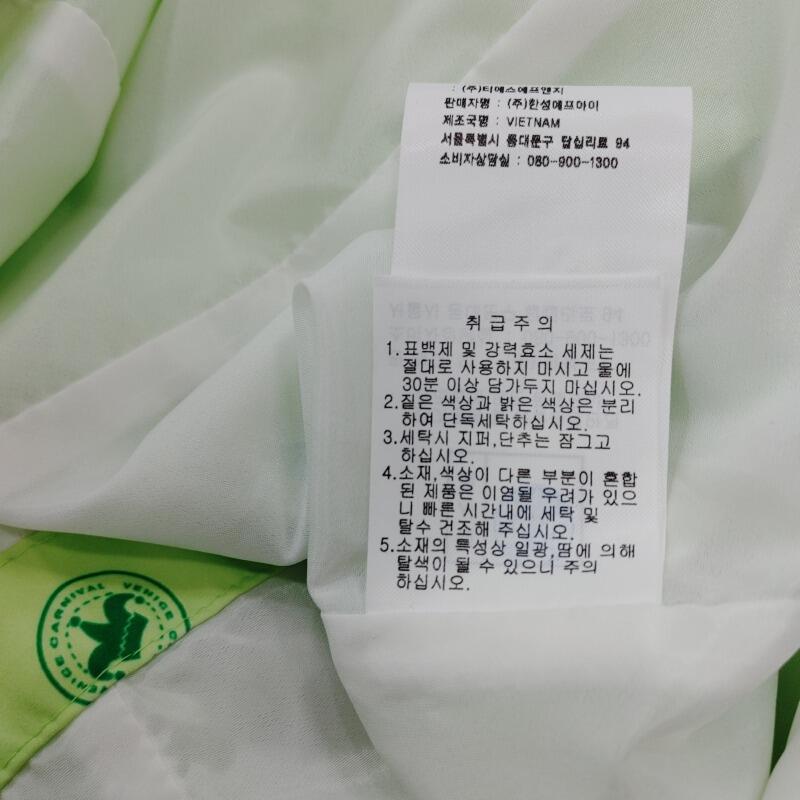 : (주)티에스에프엔지
판매자명 : (주)한성에프아이
제조국명 : VIETNAM
서울특별시 동대문구 답십리로 94
소비자상담실 : 080-900-1300
취급주의
1.표백제 및 강력효소 세제는
절대로 사용하지 마시고 물에
30분 이상 담가두지 마십시오.
2.짙은 색상과 밝은 색상은 분리
하여 단독세탁하십시오.
3.세탁시 지퍼,단추는 잠그고
하십시오.
4.소재,색상이 다른 부분이 혼합
된 제품은 이염될 우려가 있으
니 빠른 시간내에 세탁 및
탈수 건조해 주십시오.
5.소재의 특성상 일광,땀에 의해
탈색이 될 수 있으니 주의
하십시오.
CARNIVAL VENICE